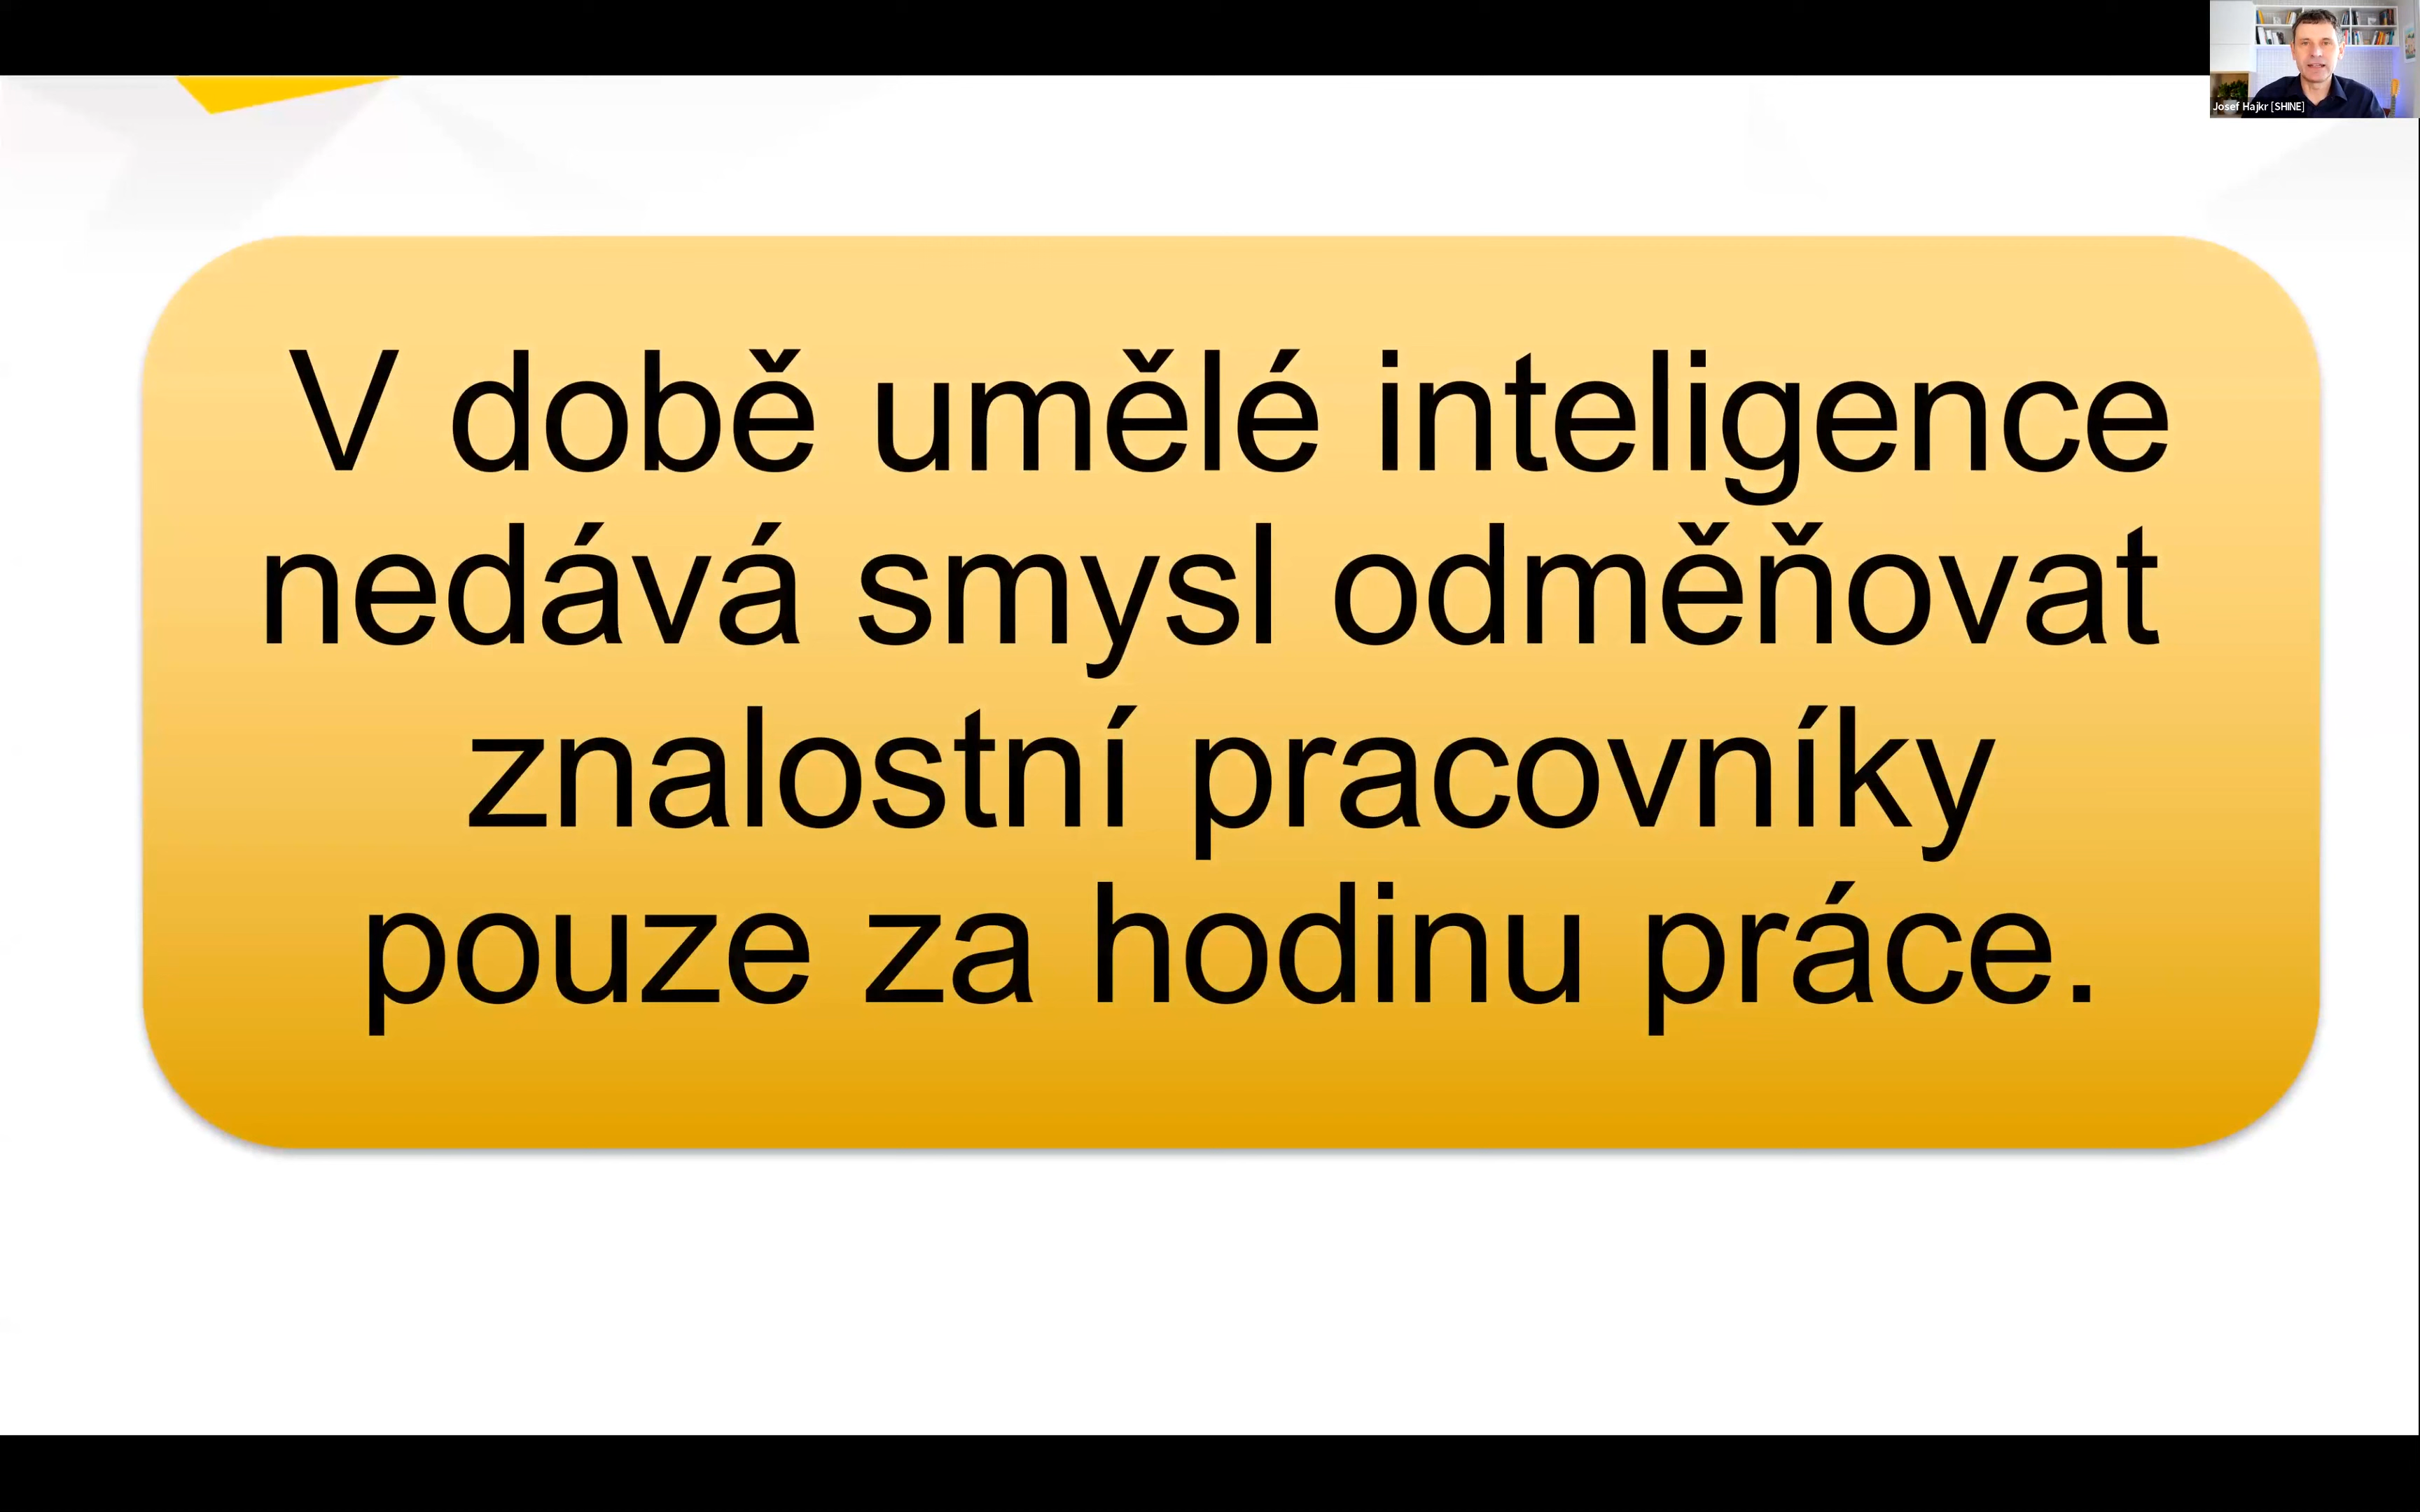 Josef Hajkr [SHINE]
V době umělé inteligence
nedává smysl odměňovat
znalostní pracovníky
pouze za hodinu práce.